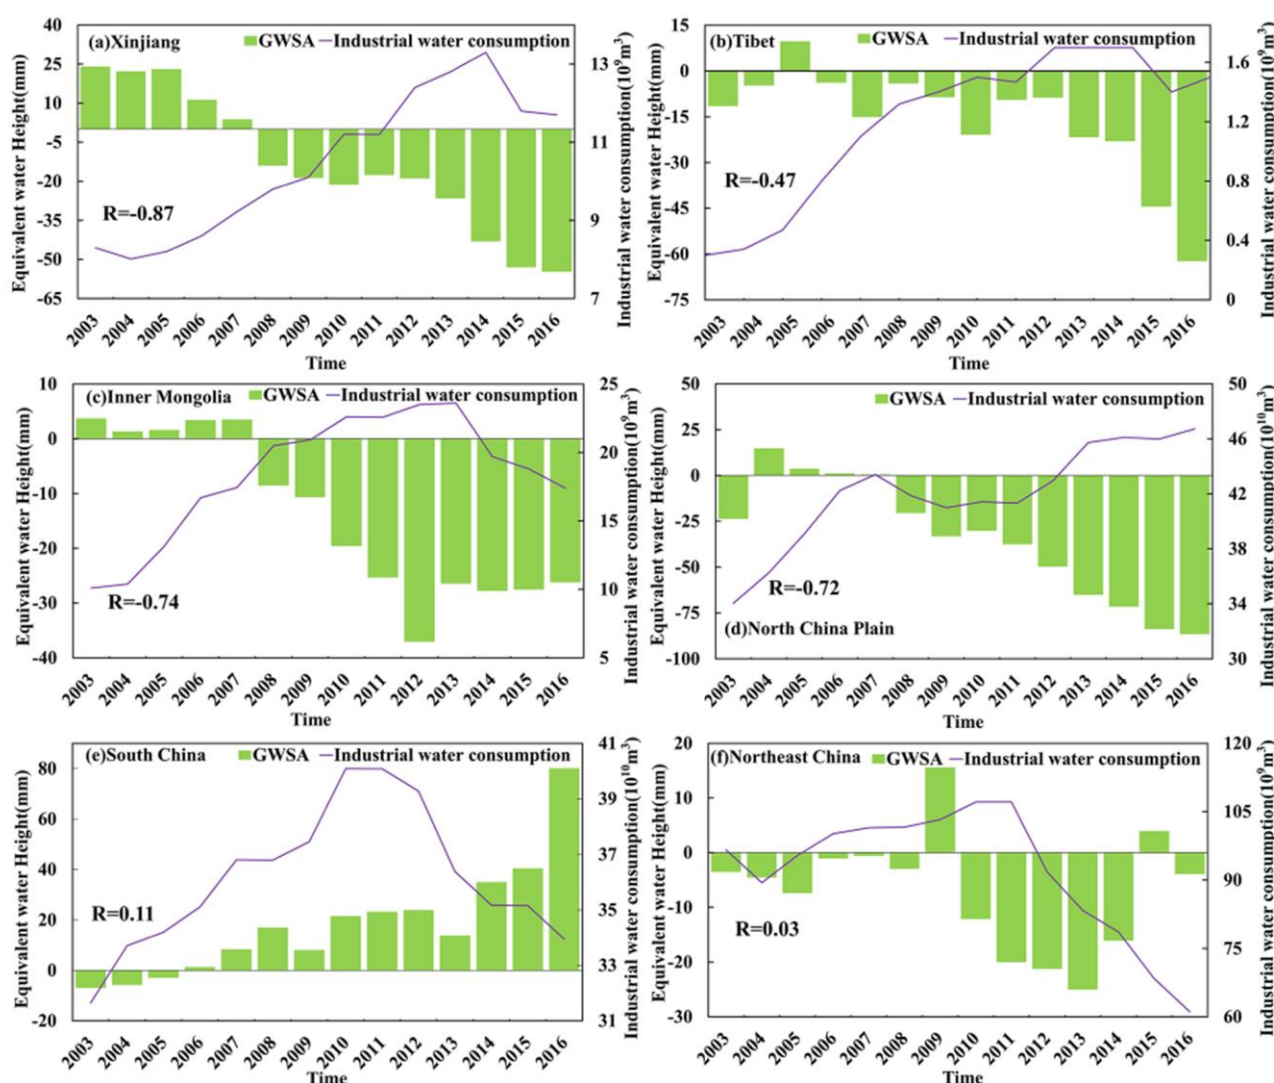 (a)Xinjiang GWSA Industrial water consumption
Equivalent water Height(mm)
40
25
10
-5
-20
-35
-50
-65
R=-0.87
13
11
9
7
Industrial water consumption(10⁹m³)
2003 2004 2005 2006 2007 2008 2009 2010 2011 2012 2013 2014 2015 2016
Time
(b)Tibet GWSA Industrial water consumption
Equivalent water Height(mm)
15
0
-15
-30
-45
-60
-75
R=-0.47
1.6
1.2
0.8
0.4
0
Industrial water consumption(10⁹m³)
2003 2004 2005 2006 2007 2008 2009 2010 2011 2012 2013 2014 2015 2016
Time
(c)Inner Mongolia GWSA Industrial water consumption
Equivalent water Height(mm)
10
0
-10
-20
-30
-40
R=-0.74
25
20
15
10
5
Industrial water consumption(10⁹m³)
2003 2004 2005 2006 2007 2008 2009 2010 2011 2012 2013 2014 2015 2016
Time
GWSA Industrial water consumption
Equivalent water Height(mm)
50
25
0
-25
-50
-75
-100
R=-0.72
(d)North China Plain
50
46
42
38
34
30
Industrial water consumption(10¹⁰m³)
2003 2004 2005 2006 2007 2008 2009 2010 2011 2012 2013 2014 2015 2016
Time
(e)South China GWSA Industrial water consumption
Equivalent water Height(mm)
80
60
40
20
0
-20
R=0.11
41
39
37
35
33
31
Industrial water consumption(10¹⁰m³)
2003 2004 2005 2006 2007 2008 2009 2010 2011 2012 2013 2014 2015 2016
Time
(f)Northeast China GWSA Industrial water consumption
Equivalent water Height(mm)
20
10
0
-10
-20
-30
R=0.03
120
105
90
75
60
Industrial water consumption(10⁹m³)
2003 2004 2005 2006 2007 2008 2009 2010 2011 2012 2013 2014 2015 2016
Time